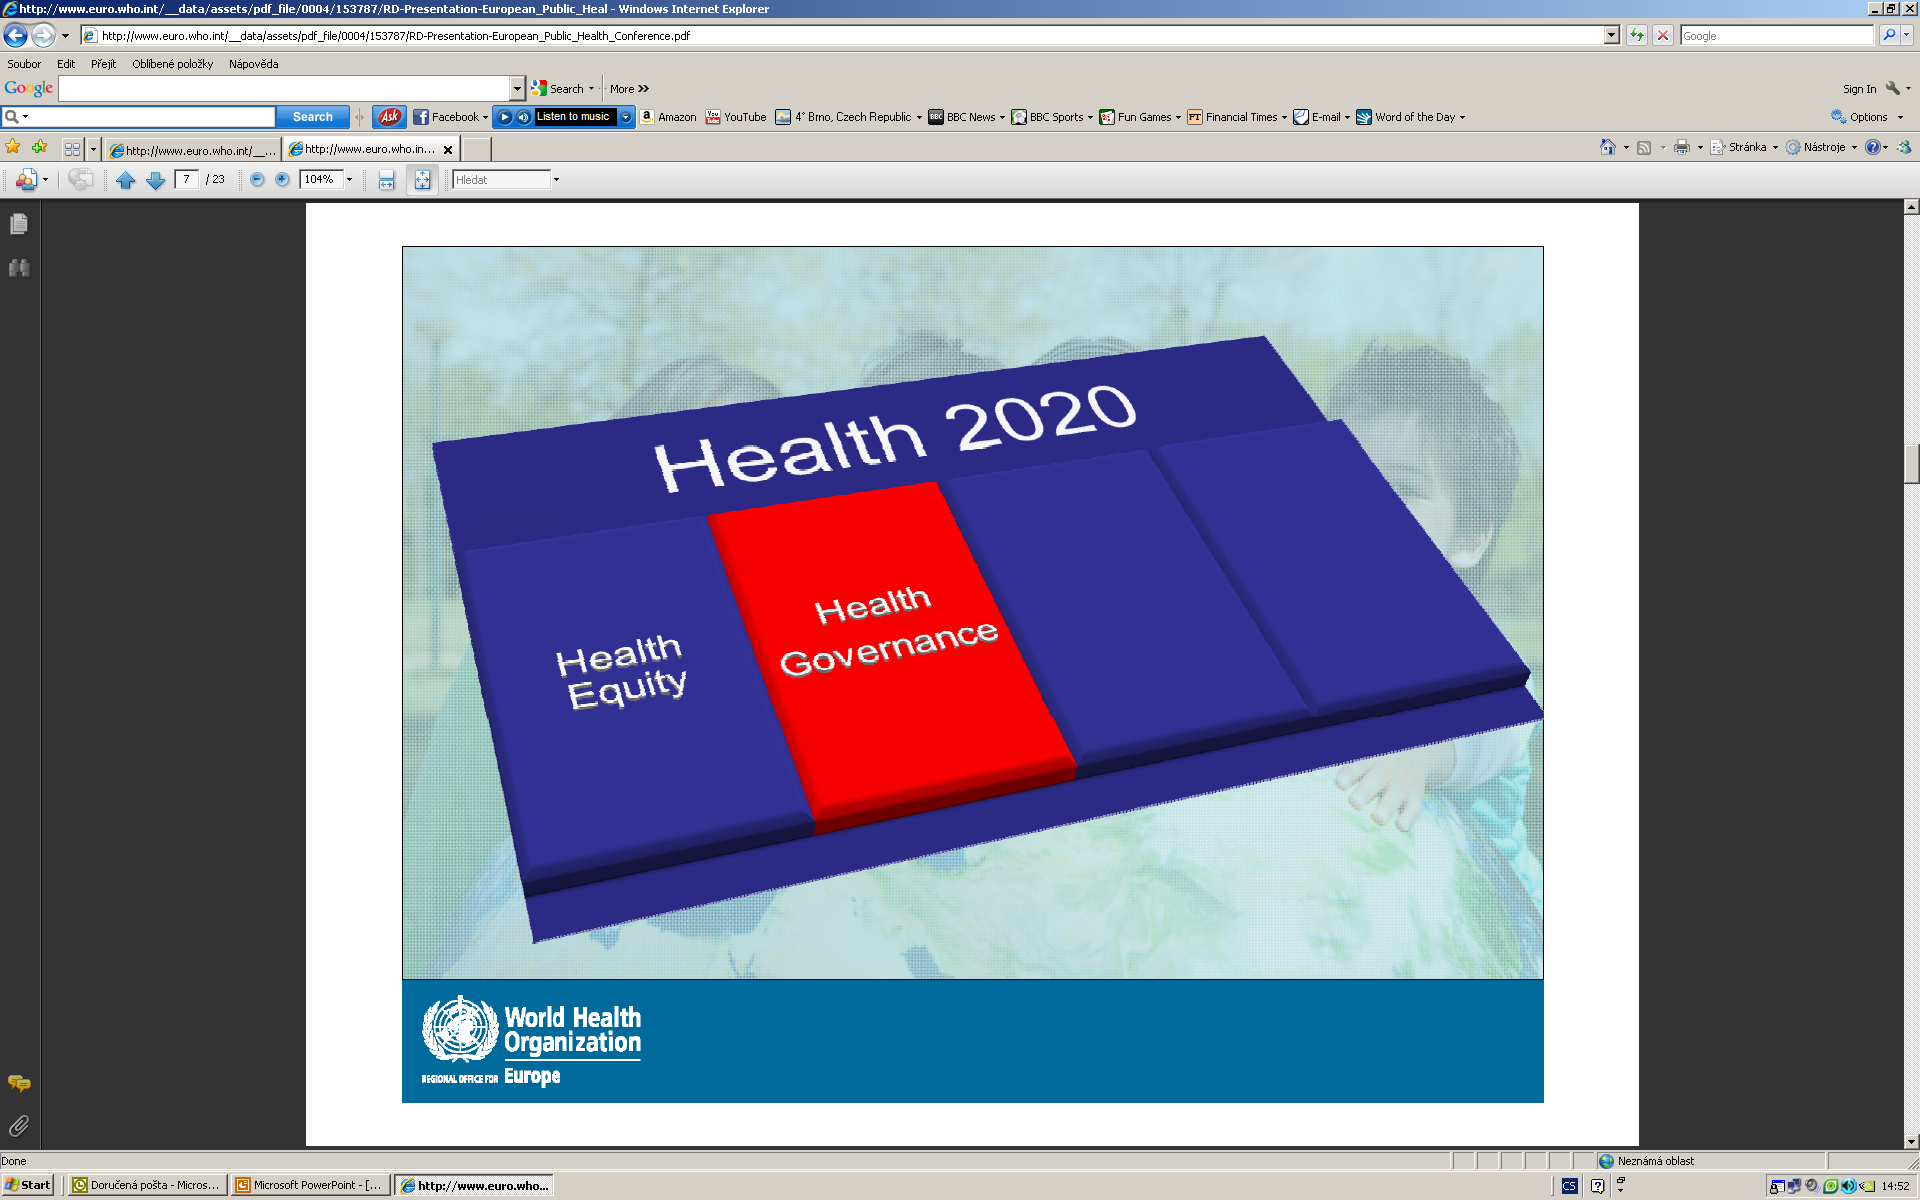 http://www.euro.who.int/__data/assets/pdf_file/0004/153787/RD-Presentation-European_Public_Heal - Windows Internet Explorer
http://www.euro.who.int/__data/assets/pdf_file/0004/153787/RD-Presentation-European_Public_Health_Conference.pdf
Google
Soubor Edit Přejít Oblíbené položky Nápověda
Google Search More Sign In
Search Ask Facebook Listen to music Amazon YouTube 4° Brno, Czech Republic BBC News BBC Sports Fun Games FT Financial Times E-mail Word of the Day Options
http://www.euro.who.int/__... http://www.euro.who.in... Stránka Nástroje
7 / 23 104% Hledat
Health 2020
Health
Equity
Health
Governance
World Health
Organization
REGIONAL OFFICE FOR Europe
Done Neznámá oblast
Start Doručená pošta - Micros... Microsoft PowerPoint - [... http://www.euro.who... CS 14:52